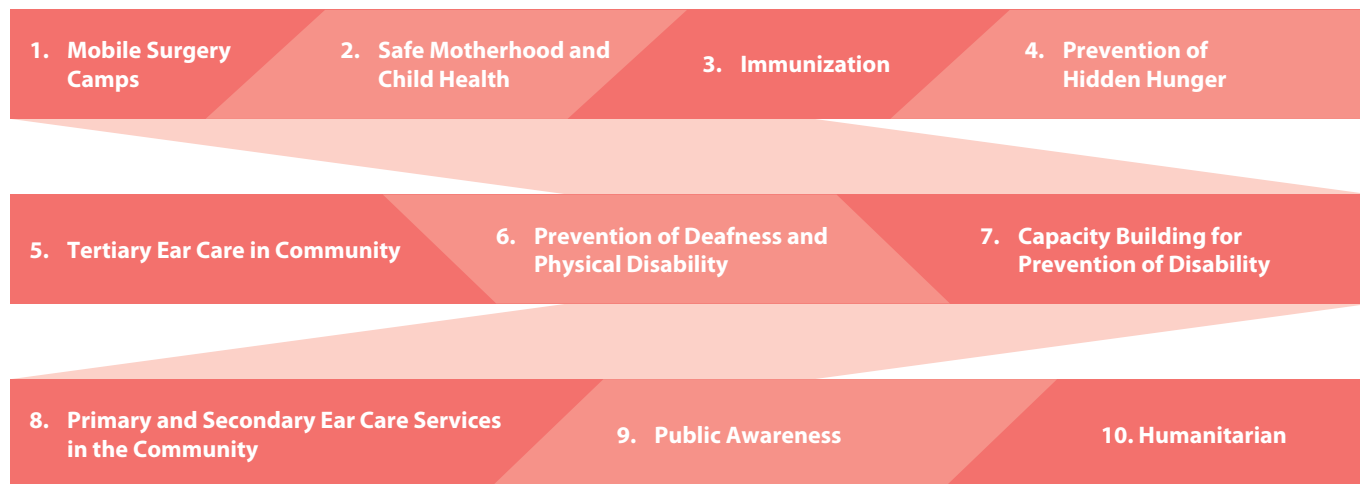 1. Mobile Surgery
Camps
2. Safe Motherhood and
Child Health
3. Immunization
4. Prevention of
Hidden Hunger
5. Tertiary Ear Care in Community
6. Prevention of Deafness and
Physical Disability
7. Capacity Building for
Prevention of Disability
8. Primary and Secondary Ear Care Services
in the Community
9. Public Awareness
10. Humanitarian